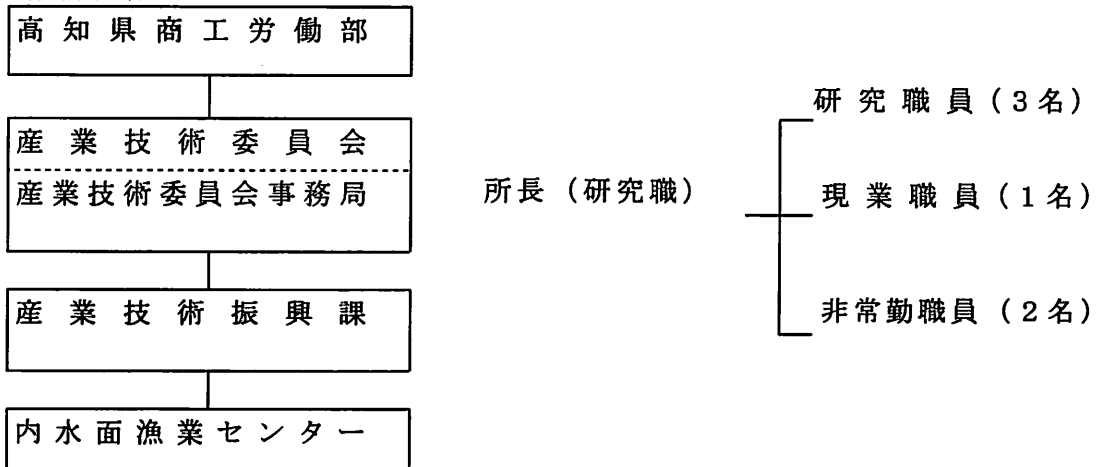 高知県商工労働部
産業技術委員会
産業技術委員会事務局
産業技術振興課
内水面漁業センター
所長（研究職）
研究職員（3名）
現業職員（1名）
非常勤職員（2名）